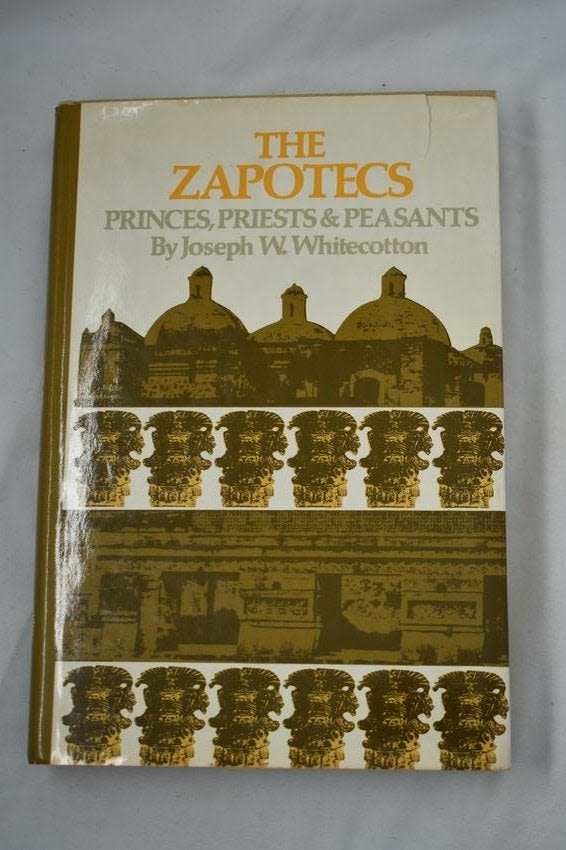 THE
ZAPOTECS
PRINCES, PRIESTS & PEASANTS
By Joseph W. Whitecotton